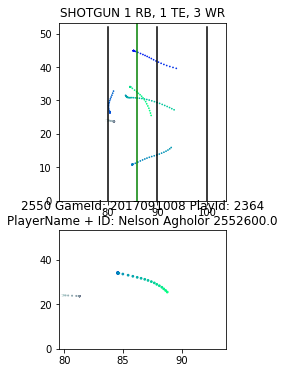 SHOTGUN 1 RB, 1 TE, 3 WR
50
40
30
20
10
0
80 90 100
2550 GameId: 2017091008 PlayId: 2364
PlayerName + ID: Nelson Agholor 2552600.0
40
20
0
80 85 90